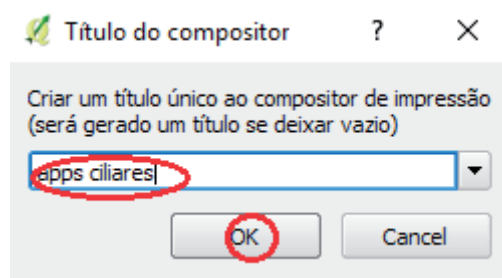 Título do compositor ?
Criar um título único ao compositor de impressão
(será gerado um título se deixar vazio)
apps ciliares
OK Cancel